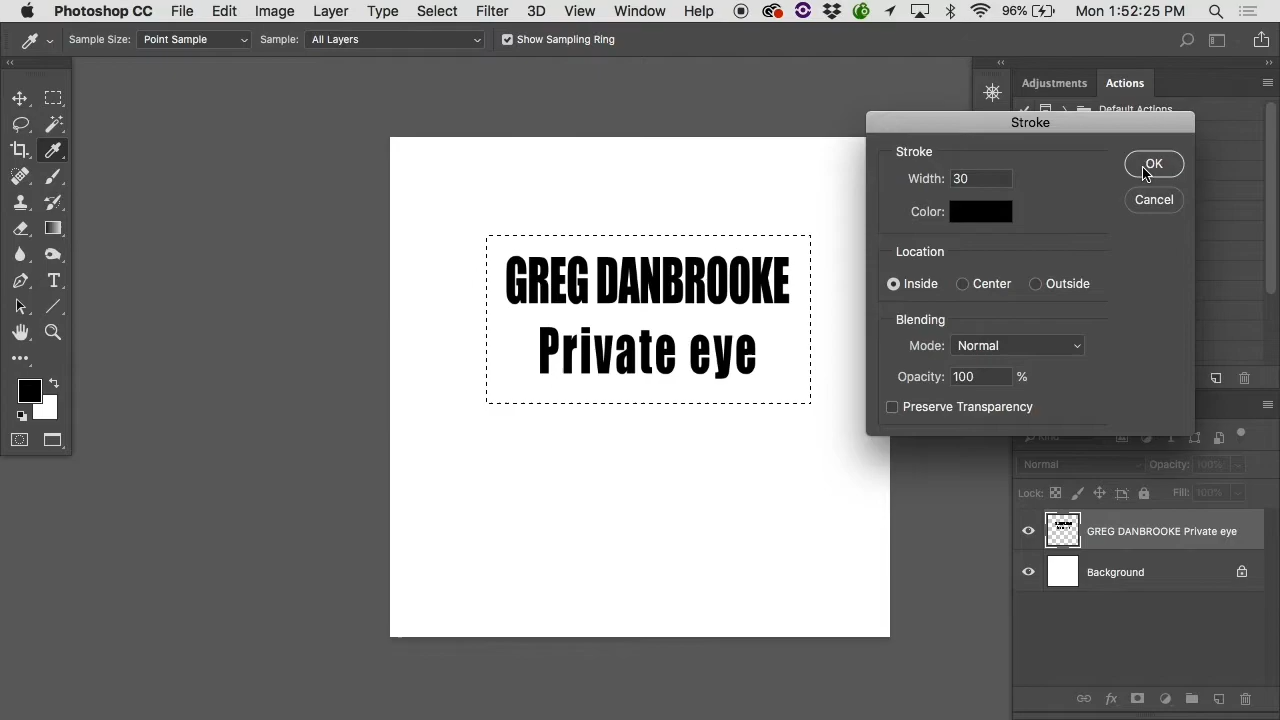 Photoshop CC File Edit Image Layer Type Select Filter 3D View Window Help 96% Mon 1:52:25 PM
Sample Size: Point Sample Sample: All Layers Show Sampling Ring
Adjustments Actions
Default Actions
Stroke
Stroke
Width: 30
OK
Color:
Cancel
Location
Inside Center Outside
Blending
Mode: Normal
Opacity: 100 %
Preserve Transparency
GREG DANBROOKE
Private eye
Kind
Normal Opacity: 100%
Lock: Fill: 100%
GREG DANBROOKE Private eye
Background
fx